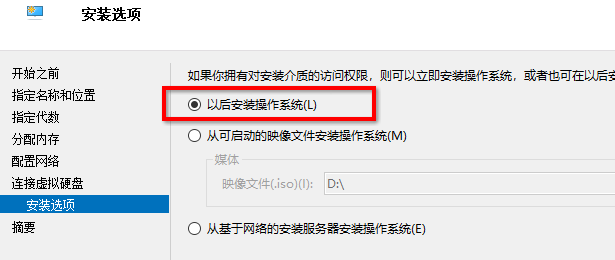 安装选项
开始之前
指定名称和位置
指定代数
分配内存
配置网络
连接虚拟硬盘
安装选项
摘要
如果你拥有对安装介质的访问权限，则可以立即安装操作系统，或者也可在以后安
以后安装操作系统(L)
从可启动的映像文件安装操作系统(M)
媒体
映像文件(.iso)(I):
D:\
从基于网络的安装服务器安装操作系统(E)